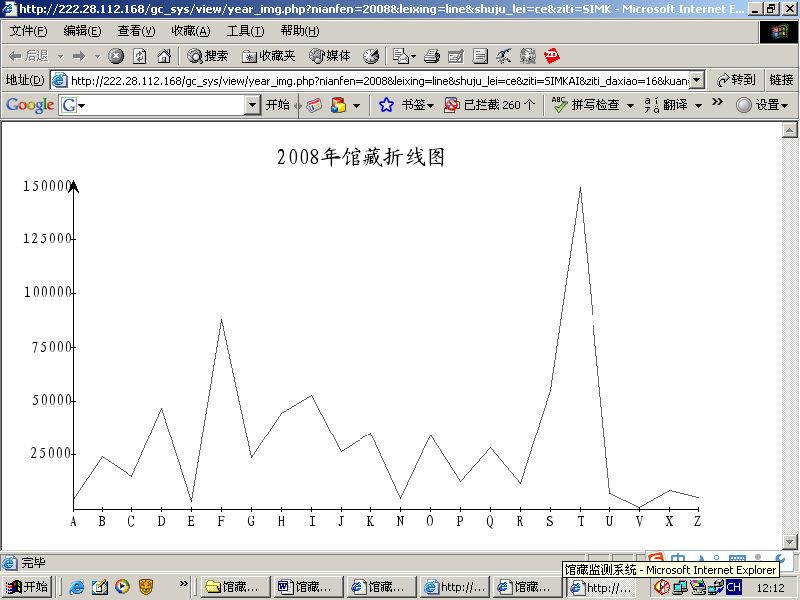 http://222.28.112.168/gc_sys/view/year_img.php?nianfen=2008&leixing=line&shuju_lei=ce&ziti=SIMK - Microsoft Internet E...
文件(F) 编辑(E) 查看(V) 收藏(A) 工具(T) 帮助(H)
后退 搜索 收藏夹 媒体
地址(D) http://222.28.112.168/gc_sys/view/year_img.php?nianfen=2008&leixing=line&shuju_lei=ce&ziti=SIMKAI&ziti_daxiao=16&kuan 转到 链接
Google G 开始 书签 已拦截 260 个 ABC 拼写检查 翻译 » 设置
2008年馆藏折线图
150000
125000
100000
75000
50000
25000
A B C D E F G H I J K N O P Q R S T U V X Z
完毕
馆藏监测系统 - Microsoft Internet Explorer
开始 » 馆藏... 馆藏... 馆藏... http://... 馆藏... http://... CH 12:12